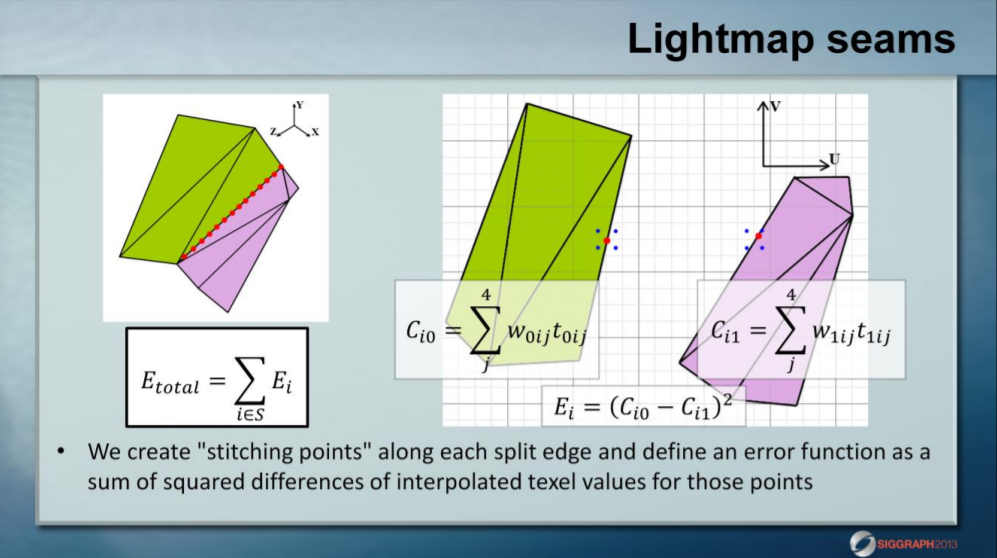 Lightmap seams
Y
Z X
V
U
C_{i0} = \sum_{j}^{4} w_{0ij}t_{0ij}
C_{i1} = \sum_{j}^{4} w_{1ij}t_{1ij}
E_{total} = \sum_{i∈S} E_i
E_i = (C_{i0} − C_{i1})^2
• We create "stitching points" along each split edge and define an error function as a
sum of squared differences of interpolated texel values for those points
SIGGRAPH2013